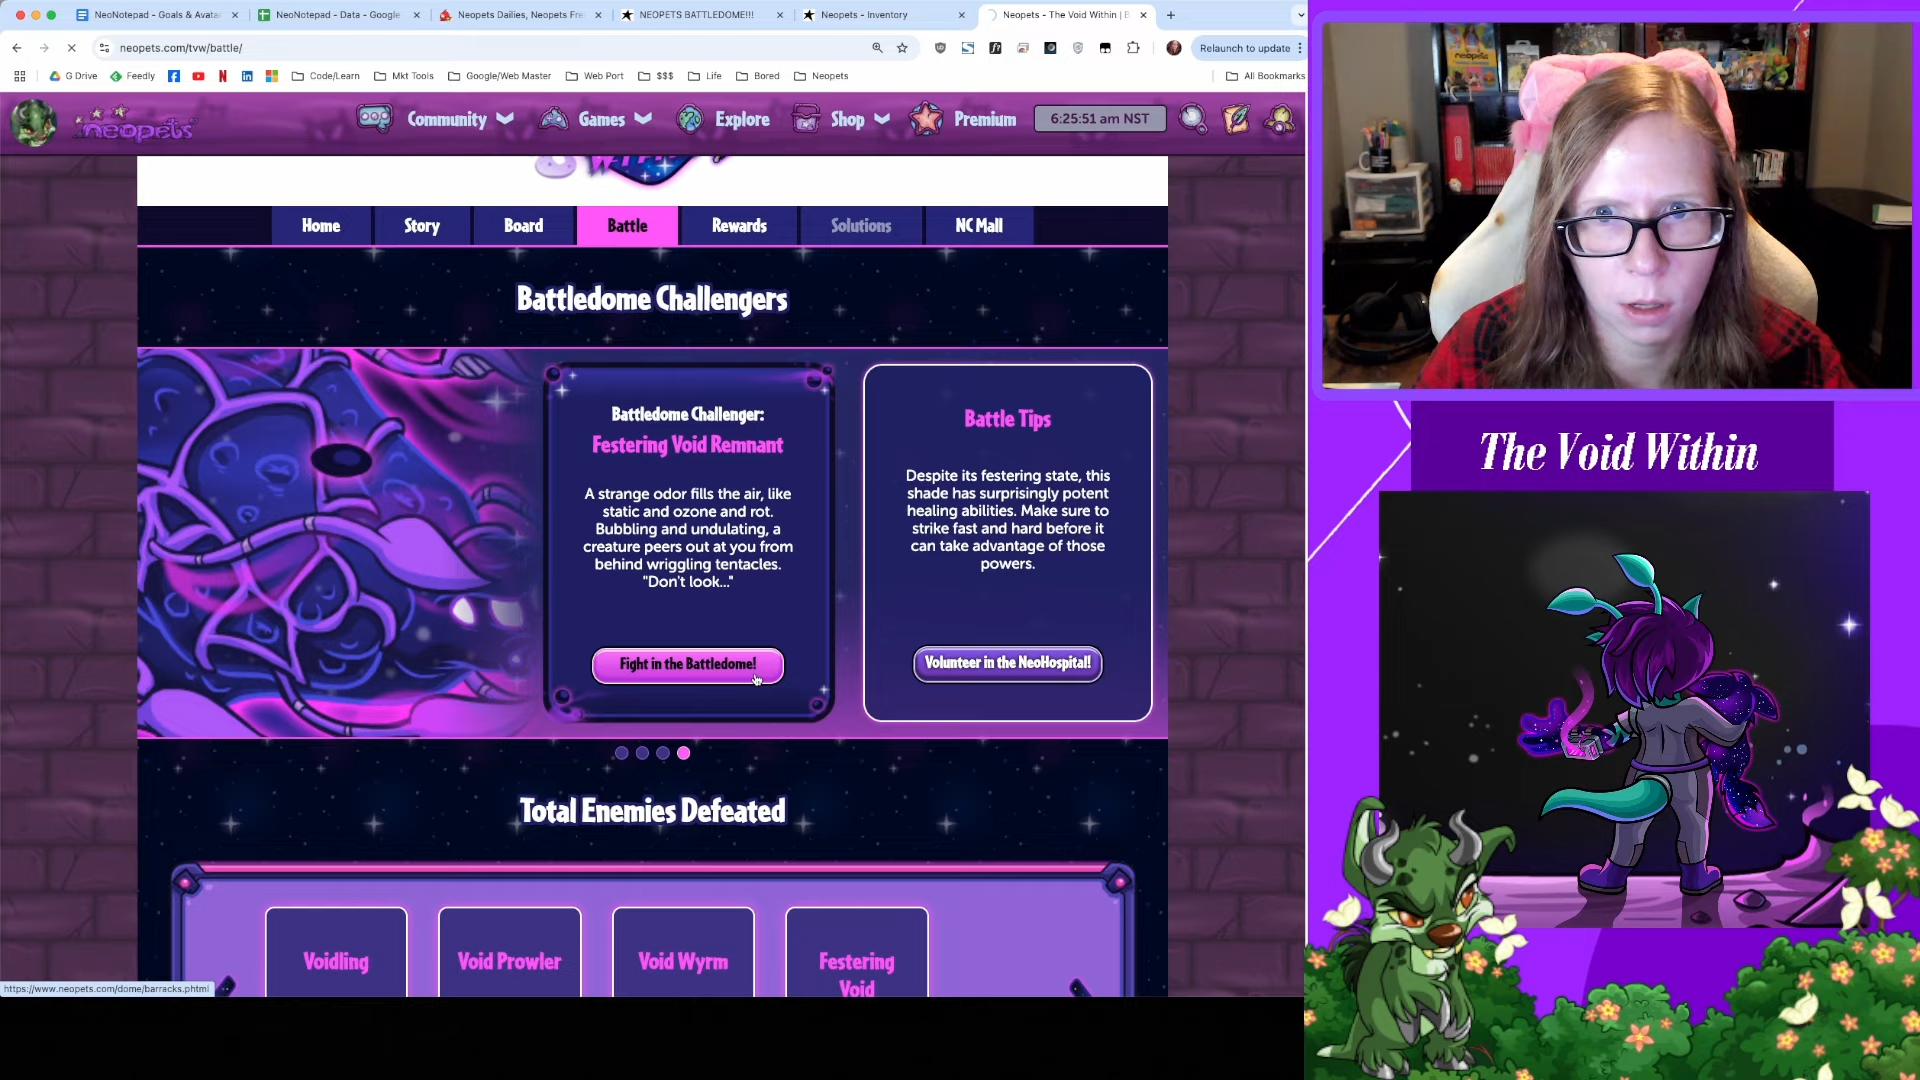 NeoNotepad - Goals & Avata
NeoNotepad - Data - Google
Neopets Dailies, Neopets Fre
NEOPETS BATTLEDOME!!!
Neopets - Inventory
Neopets - The Void Within | B
neopets.com/tvw/battle/
Relaunch to update
G Drive
Feedly
Code/Learn
Mkt Tools
Google/Web Master
Web Port
$$$
Life
Bored
Neopets
All Bookmarks
neopets
Community
Games
Explore
Shop
Premium
6:25:51 am NST
Home
Story
Board
Battle
Rewards
Solutions
NC Mall
Battledome Challengers
Battledome Challenger:
Festering Void Remnant
A strange odor fills the air, like
static and ozone and rot.
Bubbling and undulating, a
creature peers out at you from
behind wriggling tentacles.
"Don't look..."
Fight in the Battledome!
Battle Tips
Despite its festering state, this
shade has surprisingly potent
healing abilities. Make sure to
strike fast and hard before it
can take advantage of those
powers.
Volunteer in the NeoHospital!
Total Enemies Defeated
Voidling
Void Prowler
Void Wyrm
Festering
Void
https://www.neopets.com/dome/barracks.phtml
The Void Within